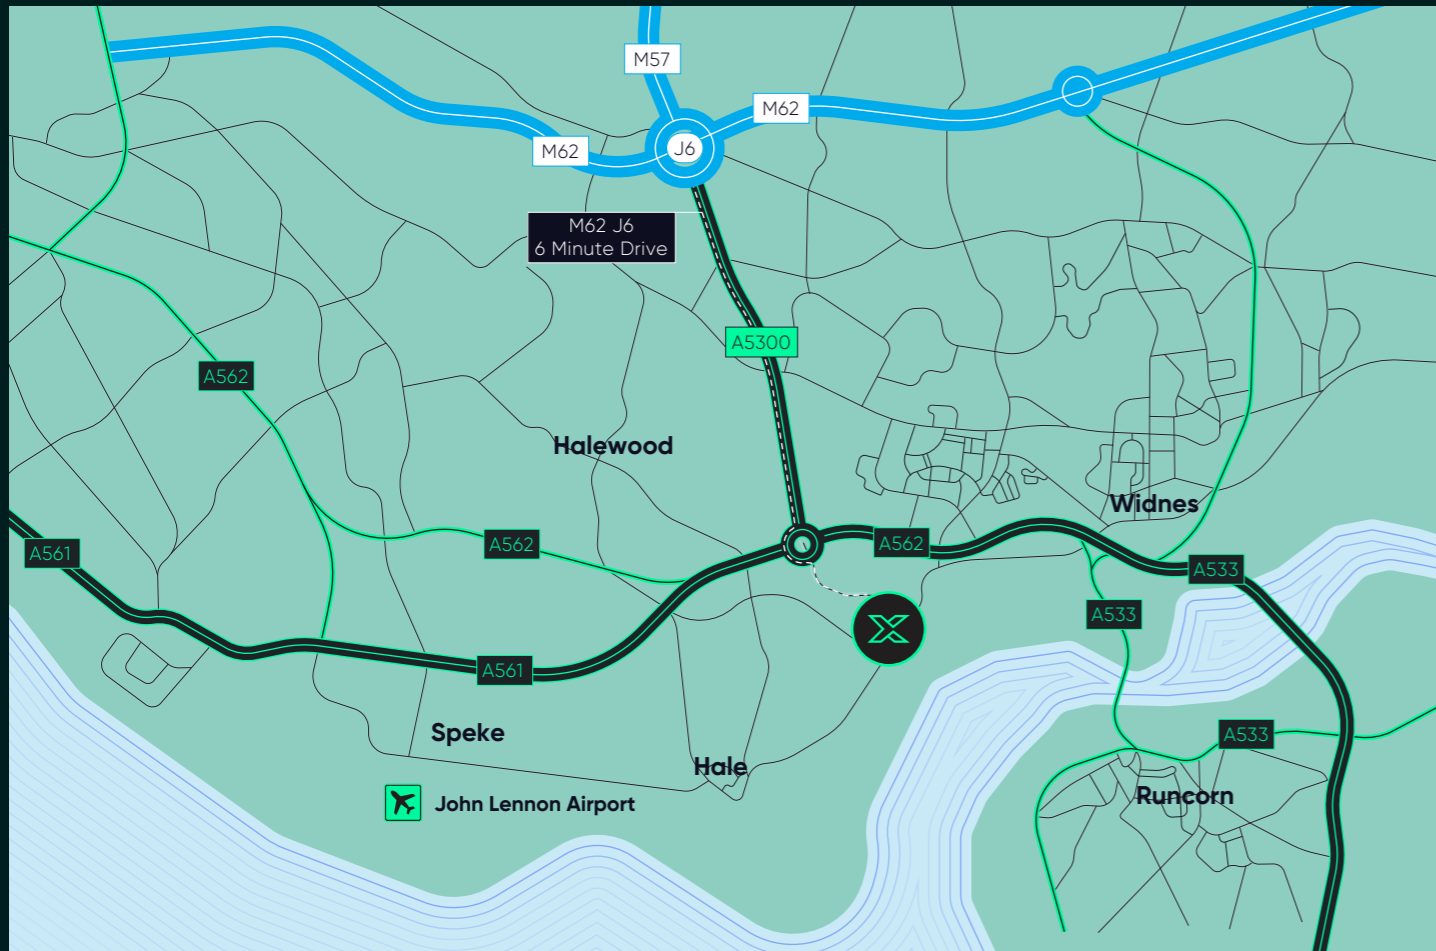 M57
M62
M62
J6
M62 J6
6 Minute Drive
A5300
A562
Halewood
Widnes
A561
A562
A562
A533
A533
A561
Speke
A533
Hale
Runcorn
John Lennon Airport